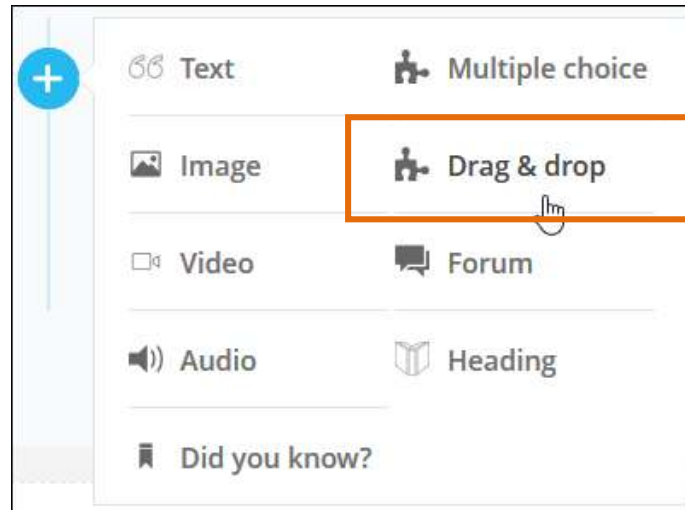 Text
Multiple choice
Image
Drag & drop
Video
Forum
Audio
Heading
Did you know?